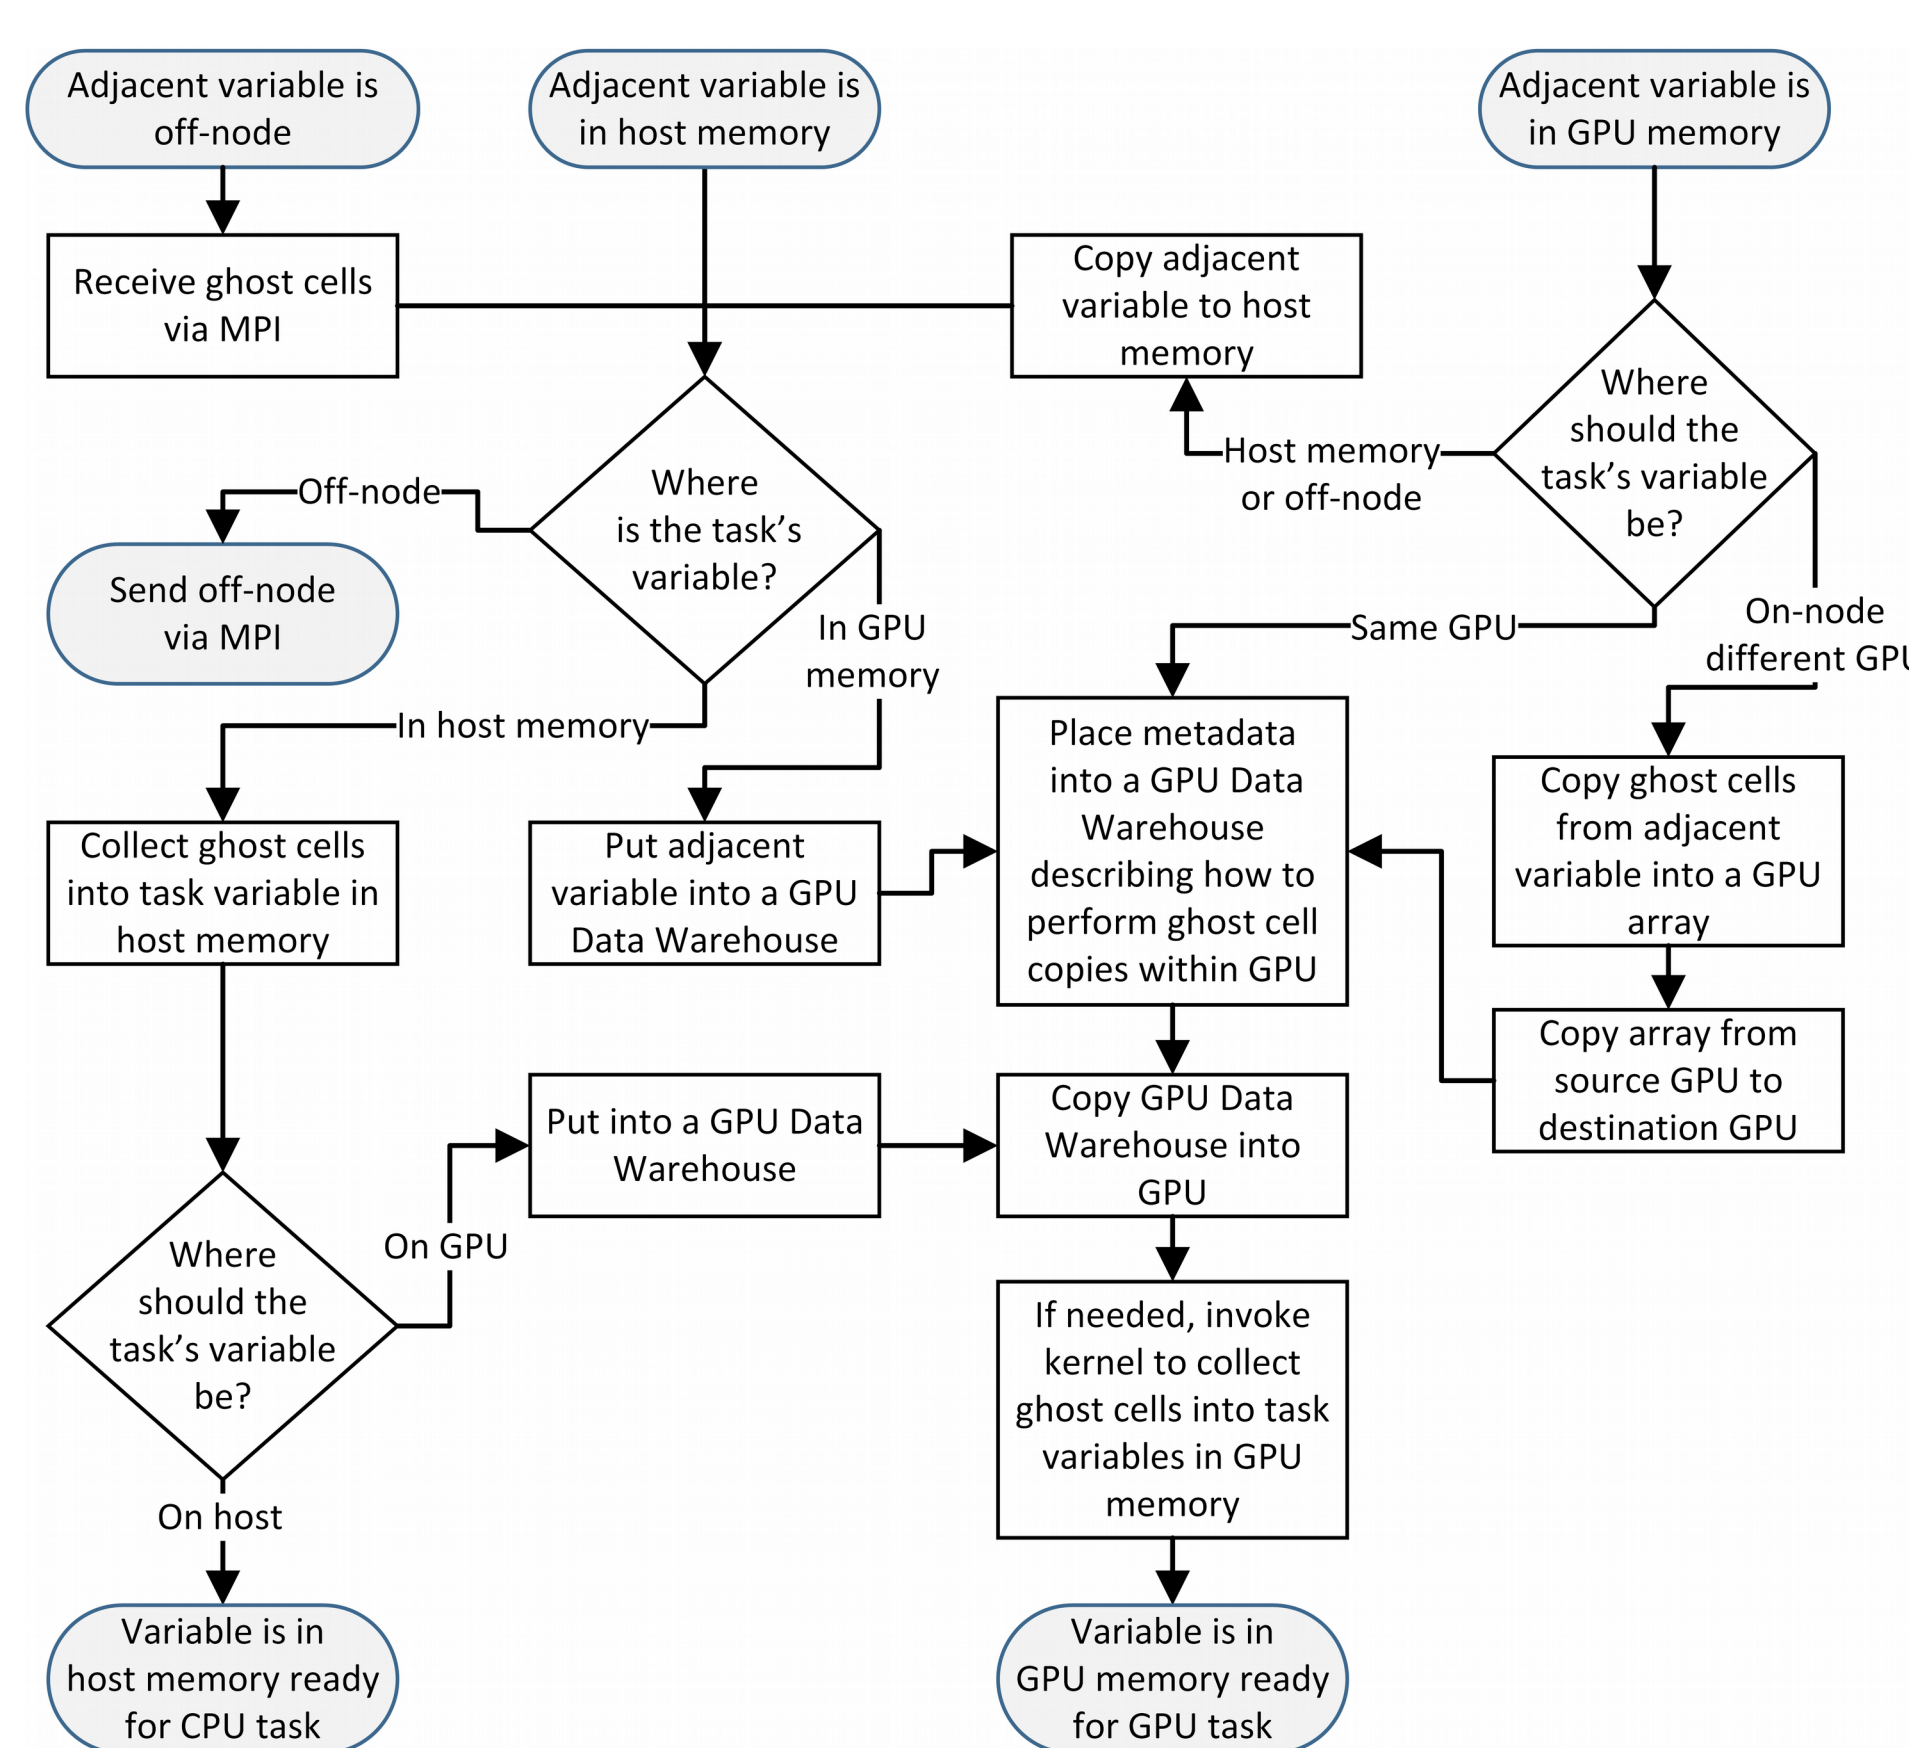 Adjacent variable is
off-node
Adjacent variable is
in host memory
Adjacent variable is
in GPU memory
Receive ghost cells
via MPI
Copy adjacent
variable to host
memory
Where
should the
task's variable
be?
Host memory
or off-node
Off-node
Where
is the task's
variable?
Send off-node
via MPI
In GPU
memory
Same GPU
On-node
different GPU
In host memory
Place metadata
into a GPU Data
Warehouse
describing how to
perform ghost cell
copies within GPU
Copy ghost cells
from adjacent
variable into a GPU
array
Collect ghost cells
into task variable in
host memory
Put adjacent
variable into a GPU
Data Warehouse
Copy array from
source GPU to
destination GPU
Put into a GPU Data
Warehouse
Copy GPU Data
Warehouse into
GPU
On GPU
Where
should the
task's variable
be?
If needed, invoke
kernel to collect
ghost cells into task
variables in GPU
memory
On host
Variable is in
host memory ready
for CPU task
Variable is in
GPU memory ready
for GPU task